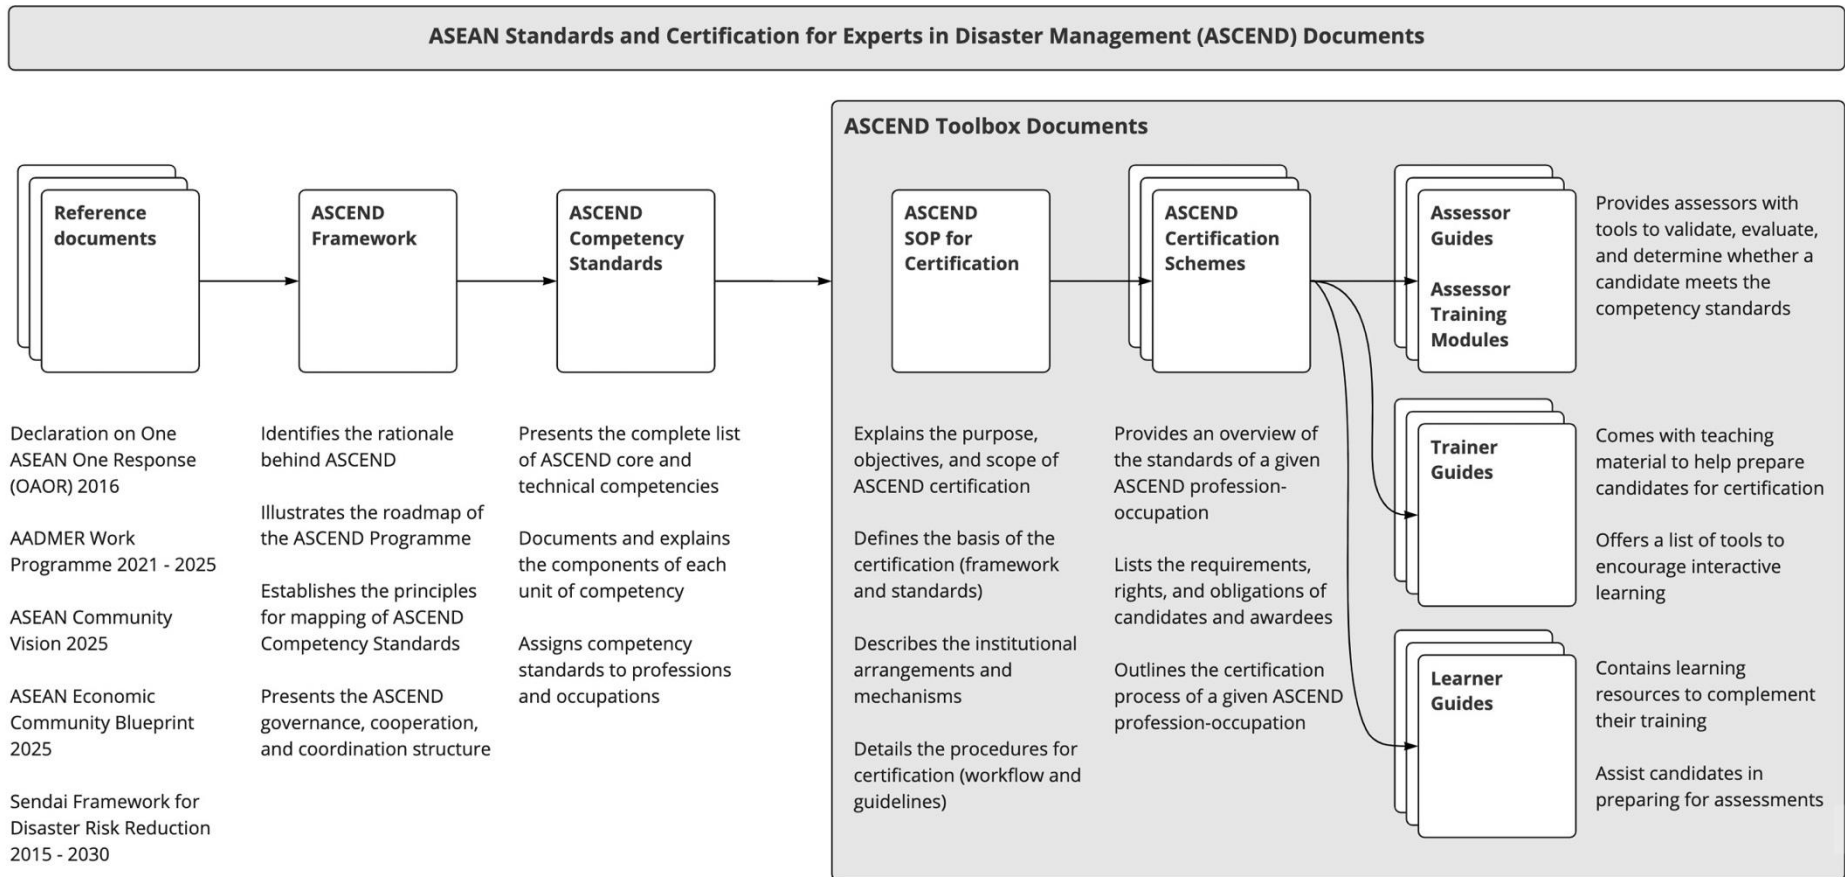 ASEAN Standards and Certification for Experts in Disaster Management (ASCEND) Documents
Reference
documents
Declaration on One
ASEAN One Response
(OAOR) 2016
AADMER Work
Programme 2021 - 2025
ASEAN Community
Vision 2025
ASEAN Economic
Community Blueprint
2025
Sendai Framework for
Disaster Risk Reduction
2015 - 2030
ASCEND
Framework
Identifies the rationale
behind ASCEND
Illustrates the roadmap of
the ASCEND Programme
Establishes the principles
for mapping of ASCEND
Competency Standards
Presents the ASCEND
governance, cooperation,
and coordination structure
ASCEND
Competency
Standards
Presents the complete list
of ASCEND core and
technical competencies
Documents and explains
the components of each
unit of competency
Assigns competency
standards to professions
and occupations
ASCEND Toolbox Documents
ASCEND
SOP for
Certification
Explains the purpose,
objectives, and scope of
ASCEND certification
Defines the basis of the
certification (framework
and standards)
Describes the institutional
arrangements and
mechanisms
Details the procedures for
certification (workflow and
guidelines)
ASCEND
Certification
Schemes
Provides an overview of
the standards of a given
ASCEND profession-
occupation
Lists the requirements,
rights, and obligations of
candidates and awardees
Outlines the certification
process of a given ASCEND
profession-occupation
Assessor
Guides
Assessor
Training
Modules
Provides assessors with
tools to validate, evaluate,
and determine whether a
candidate meets the
competency standards
Trainer
Guides
Comes with teaching
material to help prepare
candidates for certification
Offers a list of tools to
encourage interactive
learning
Learner
Guides
Contains learning
resources to complement
their training
Assist candidates in
preparing for assessments